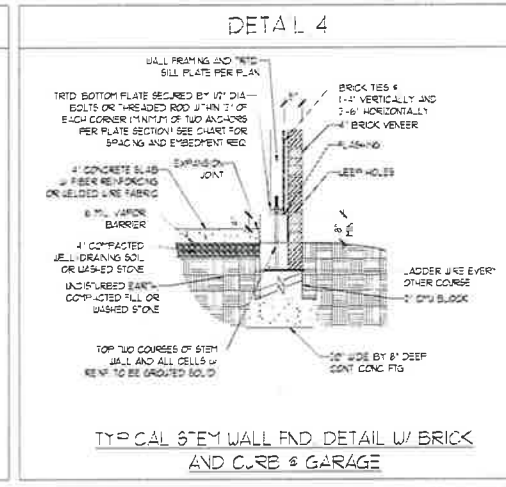 DETAIL 4
WALL FRAMING AND TRTD
SILL PLATE PER PLAN
TRTD BOTTOM PLATE SECURED BY 1/2" DIA
BOLTS OR THREADED ROD WITHIN 12" OF
EACH CORNER (MINIMUM OF TWO ANCHORS
PER PLATE SECTION) SEE CHART FOR
SPACING AND EMBEDMENT REQ.
BRICK TIES @
VERTICALLY AND
HORIZONTALLY
4" BRICK VENEER
FLASHING
WEEP HOLES
EXPANSION
JOINT
4" CONCRETE SLAB
W/ FIBER REINFORCING
OR WELDED WIRE FABRIC
6 MIL VAPOR
BARRIER
4" COMPACTED
WELL-DRAINING SOIL
OR WASHED STONE
UNDISTURBED EARTH
COMPACTED FILL OR
WASHED STONE
8"
MIN
LADDER WIRE EVERY
OTHER COURSE
CMU BLOCK
TOP TWO COURSES OF STEM
WALL AND ALL CELLS W/
REINF TO BE GROUTED SOLID
WIDE BY 8" DEEP
CONT CONC FTG
TYPICAL STEM WALL FND. DETAIL W/ BRICK
AND CURB @ GARAGE